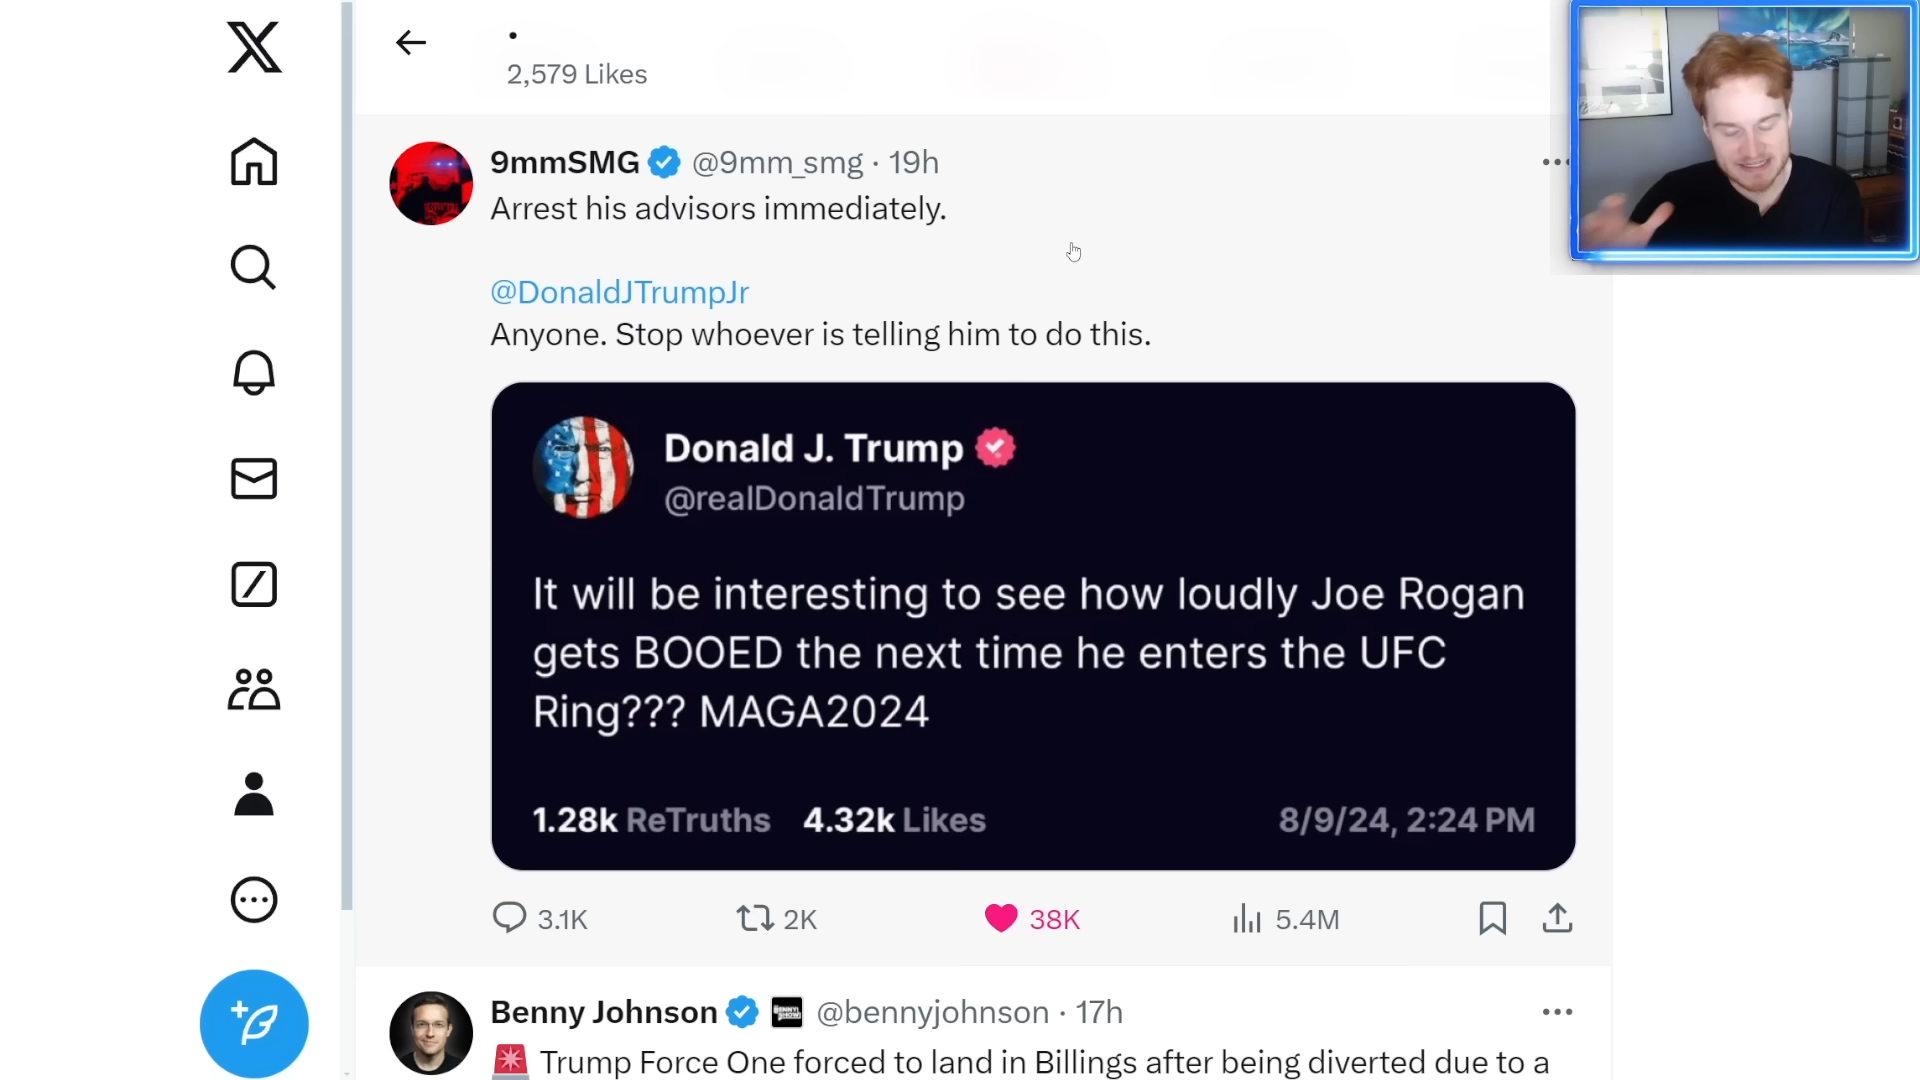 2,579 Likes
9mmSMG @9mm_smg · 19h
Arrest his advisors immediately.
@DonaldJTrumpJr
Anyone. Stop whoever is telling him to do this.
Donald J. Trump
@realDonaldTrump
It will be interesting to see how loudly Joe Rogan
gets BOOED the next time he enters the UFC
Ring??? MAGA2024
1.28k ReTruths 4.32k Likes 8/9/24, 2:24 PM
3.1K 2K 38K 5.4M
Benny Johnson @bennyjohnson · 17h
Trump Force One forced to land in Billings after being diverted due to a